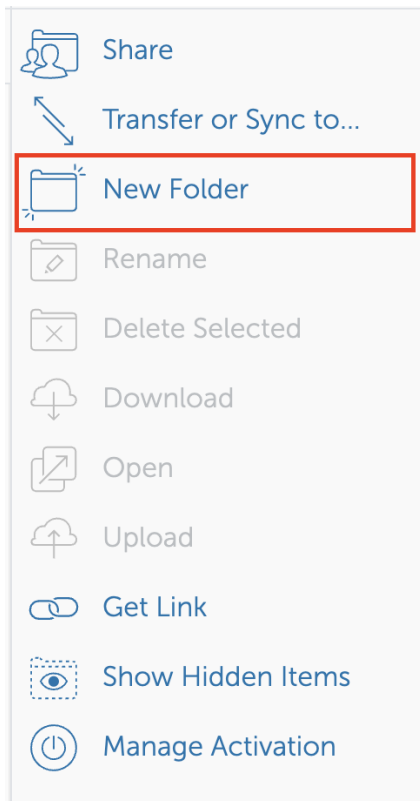 Share
Transfer or Sync to...
New Folder
Rename
Delete Selected
Download
Open
Upload
Get Link
Show Hidden Items
Manage Activation